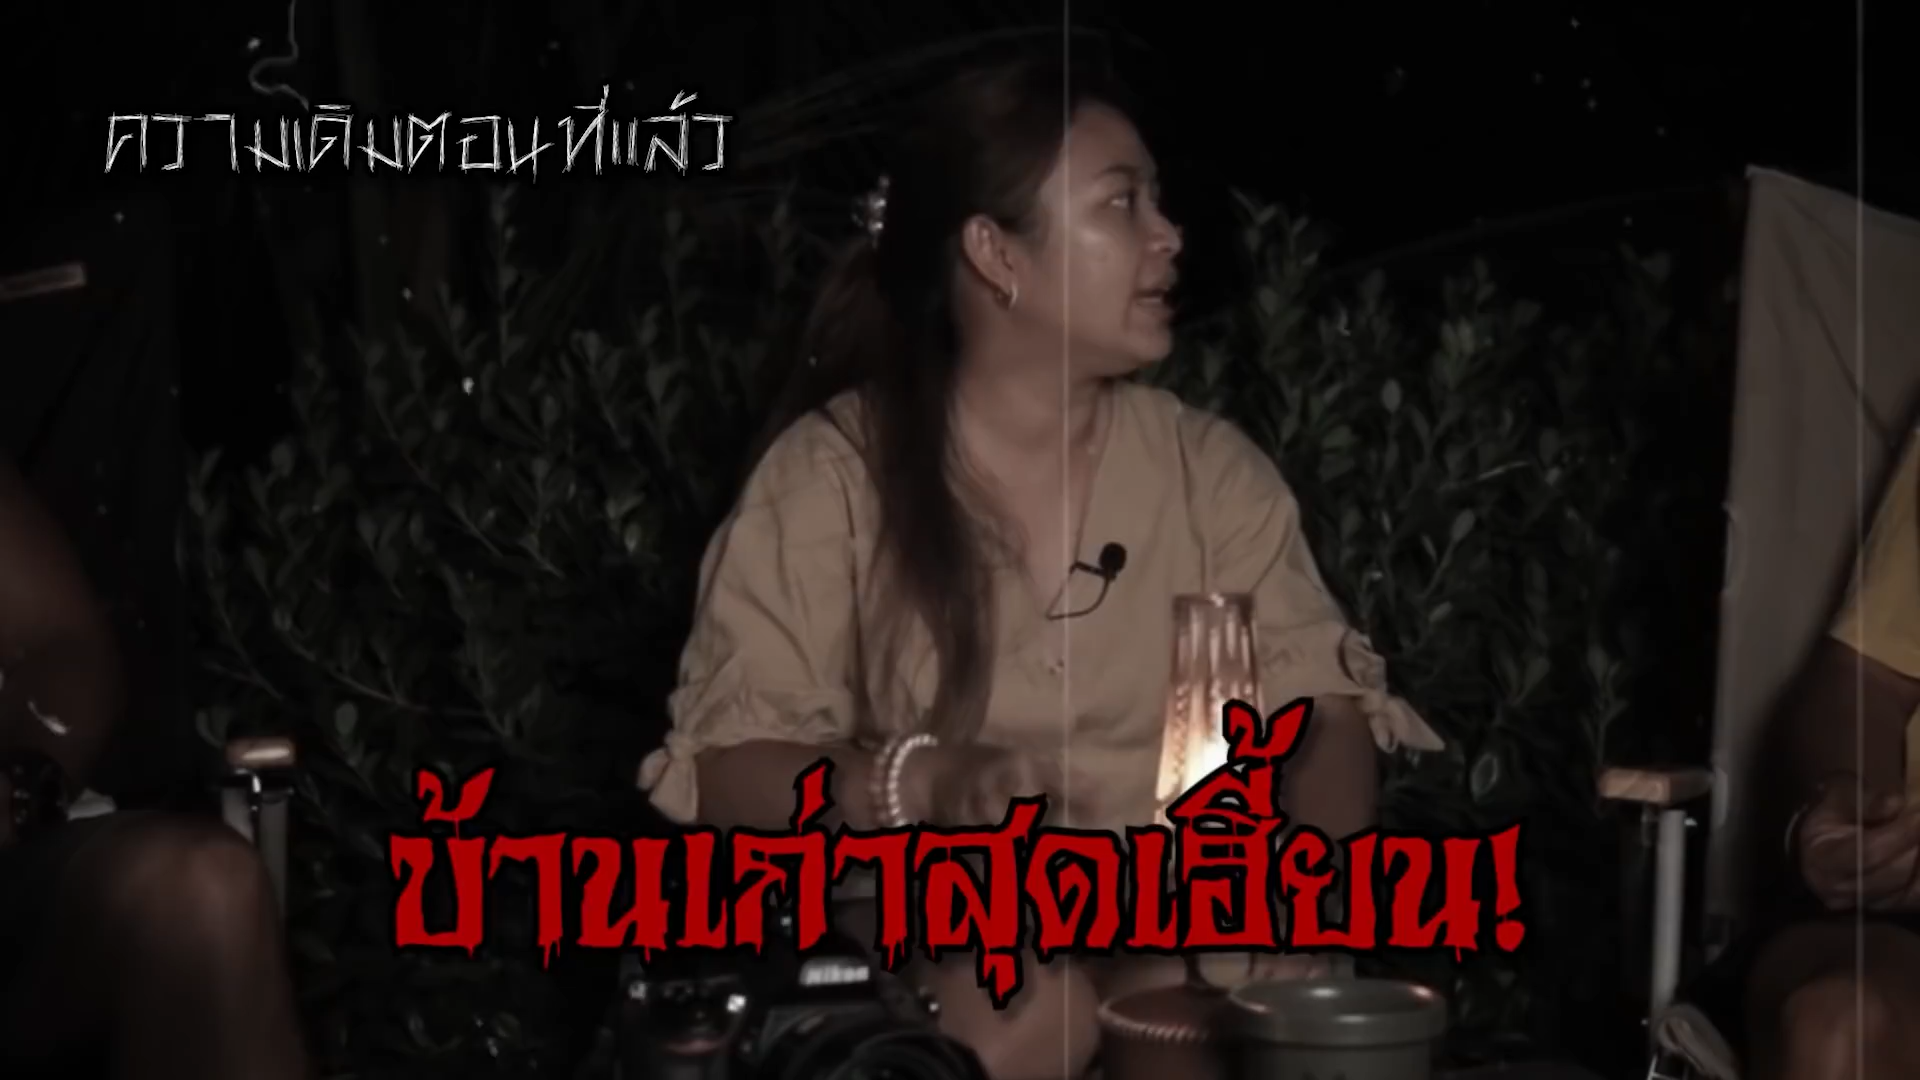 ความเดิมตอนที่แล้ว
บ้านเก่าสุดเฮี้ยน!
Nikon